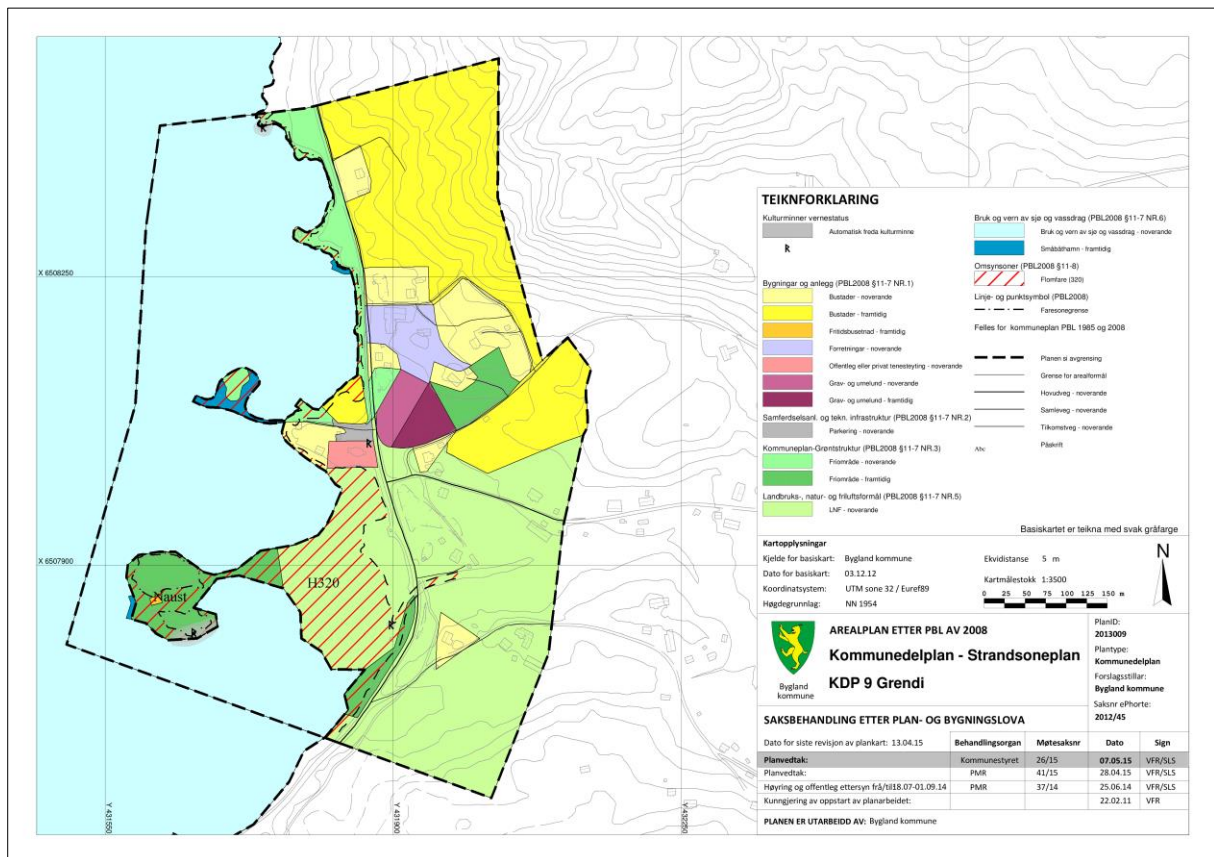 X 6508250
X 6507900
Y 431550
Y 431900
Y 432250
Naust
H320
R
R
R
R
TEIKNFORKLARING
Kulturminner vernestatus
Automatisk freda kulturminne
R
Bygningar og anlegg (PBL2008 §11-7 NR.1)
Bustader - noverande
Bustader - framtidig
Fritidsbusetnad - framtidig
Forretningar - noverande
Offentleg eller privat tenesteyting - noverande
Grav- og urnelund - noverande
Grav- og urnelund - framtidig
Samferdselsanl. og tekn. infrastruktur (PBL2008 §11-7 NR.2)
Parkering - noverande
Kommuneplan-Grøntstruktur (PBL2008 §11-7 NR.3)
Friområde - noverande
Friområde - framtidig
Landbruks-, natur- og friluftsformål (PBL2008 §11-7 NR.5)
LNF - noverande
Bruk og vern av sjø og vassdrag (PBL2008 §11-7 NR.6)
Bruk og vern av sjø og vassdrag - noverande
Småbåthamn - framtidig
Omsynsoner (PBL2008 §11-8)
Flomfare (320)
Linje- og punktsymbol (PBL2008)
Faresonegrense
Felles for kommuneplan PBL 1985 og 2008
Planen si avgrensing
Grense for arealformål
Hovudveg - noverande
Samleveg - noverande
Tilkomstveg - noverande
Abc Påskrift
Basiskartet er teikna med svak gråfarge
Kartopplysningar
Kjelde for basiskart: Bygland kommune
Dato for basiskart: 03.12.12
Koordinatsystem: UTM sone 32 / Euref89
Høgdegrunnlag: NN 1954
Ekvidistanse 5 m
Kartmålestokk 1:3500
0 25 50 75 100 125 150 m
N
Bygland
kommune
AREALPLAN ETTER PBL AV 2008
Kommunedelplan - Strandsoneplan
KDP 9 Grendi
PlanID:
2013009
Plantype:
Kommunedelplan
Forslagsstillar:
Bygland kommune
Saksnr ePhorte:
2012/45
SAKSBEHANDLING ETTER PLAN- OG BYGNINGSLOVA
Dato for siste revisjon av plankart: 13.04.15 Behandlingsorgan Møtesaksnr Dato Sign
Planvedtak: Kommunestyret 26/15 07.05.15 VFR/SLS
Planvedtak: PMR 41/15 28.04.15 VFR/SLS
Høyring og offentleg ettersyn frå/til18.07-01.09.14 PMR 37/14 25.06.14 VFR/SLS
Kunngjering av oppstart av planarbeidet: 22.02.11 VFR
PLANEN ER UTARBEIDD AV: Bygland kommune